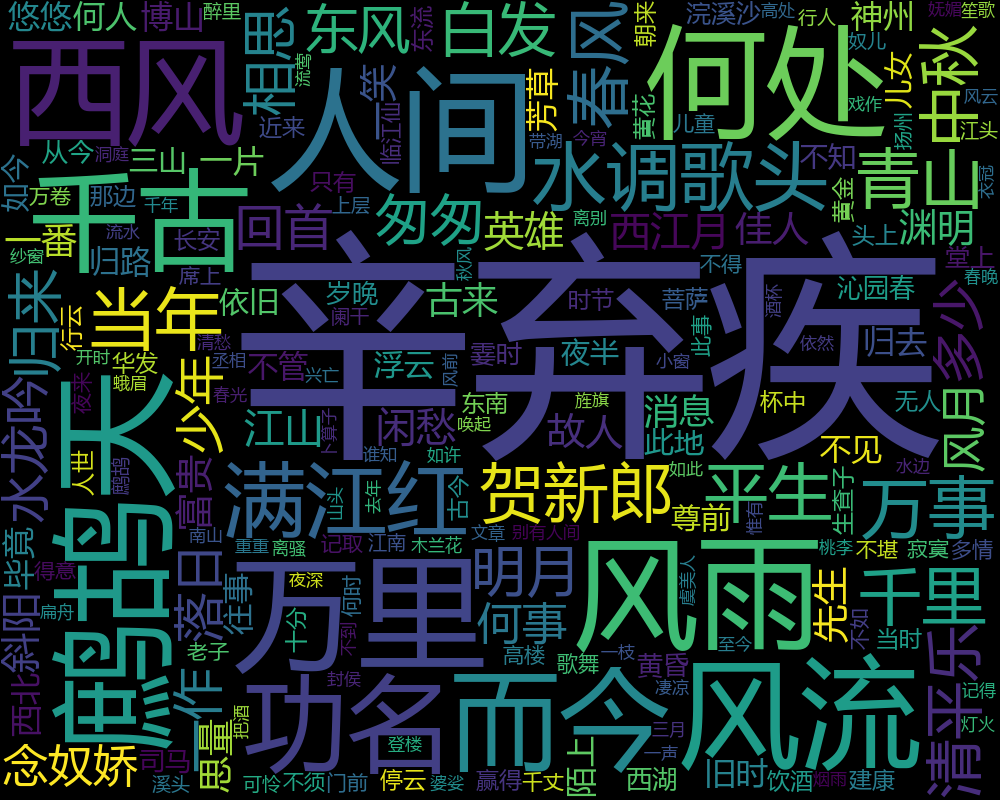 悠悠 何人 博山 醉里
相思 东风 东流 白发 春风 朝来 浣溪沙 高处 行人 神州 妩媚 笙歌
西风 人间 笑 流莺 芳草 何处 奴儿 儿女 中秋 风云
近来 临江仙 黄花 儿童 戏作 扬州 江头
从今 洞庭 三山 一片 带湖 今宵
如今 万卷 那边 千年 千古 只有 上层 水调歌头 不知 黄金 青山 衣冠
一番 流水 长安 回首 匆匆 英雄 离别 西江月 佳人 头上 渊明
纱窗 归路 席上 秋风 不得 堂上
归来 行云 当年 依旧 岁晚 古来 辛弃疾 时节 菩萨 沁园春 春晚
清愁 阑干 此事 酒杯 多少
开时 华发 丞相 不管 浮云 霎时 夜半 小窗 依然 归去
蛾眉 兴亡 风前
夜来 少年 春光 东南 旌旗 杯中 无人 风月
水龙吟 鹧鸪天 江山 卜算子 闲愁 唤起 故人 消息 此地
人世 鹧鸪 谁知 如许 不见 水边
富贵 满江红 山头 去年 古今 贺新郎 如此 平生 生查子 万事
南山 重重 离骚 记取 江南 木兰花 文章 别有人间 惟有 桃李
毕竟 得意 落日 往事 夜深 万里 何时 明月 尊前 虞美人 不堪 寂寞 多情
斜阳 扁舟 十分 不到 何事 风雨 先生 不如 千里
西北 老子 高楼 歌舞 一枝 黄昏 至今 当时 清平乐
作 封侯 功名 而今 凄凉 风流 记得
思量 把酒 登楼 三月 灯火
念奴娇 司马 停云 陌上 一声 旧时
溪头 可怜 不须 门前 婆娑 赢得 千丈 西湖 饮酒 烟雨 建康